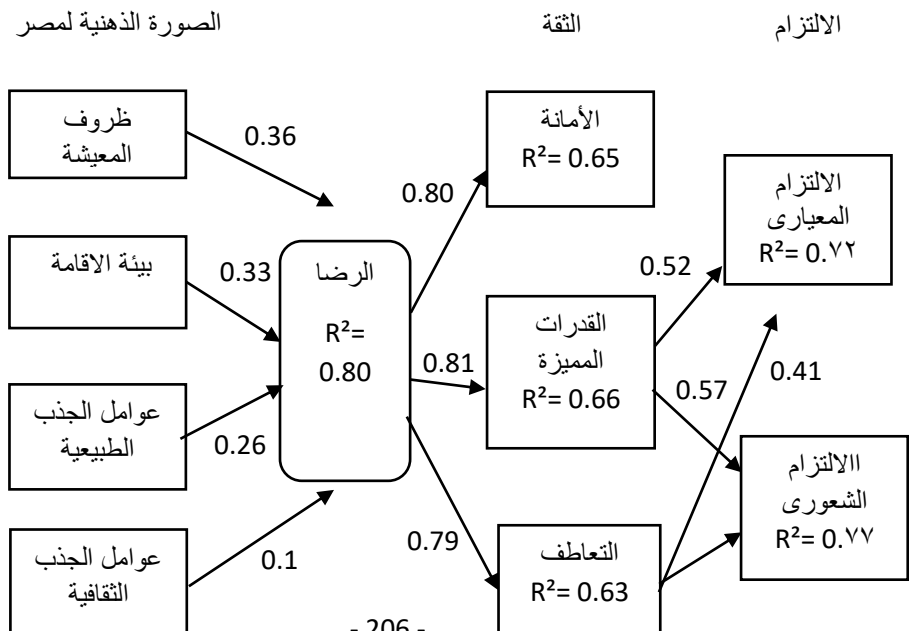 الصورة الذهنية لمصر
الثقة
الالتزام
ظروف
المعيشة
0.36
بيئة الاقامة
0.33
عوامل الجذب
الطبيعية
0.26
عوامل الجذب
الثقافية
0.1
الرضا
R²=
0.80
0.80
0.81
0.79
الأمانة
R²= 0.65
القدرات
المميزة
R²= 0.66
التعاطف
R²= 0.63
0.52
0.57
0.41
الالتزام
المعيارى
R²= 0.٧٢
االالتزام
الشعورى
R²= 0.٧٧
- 206 -